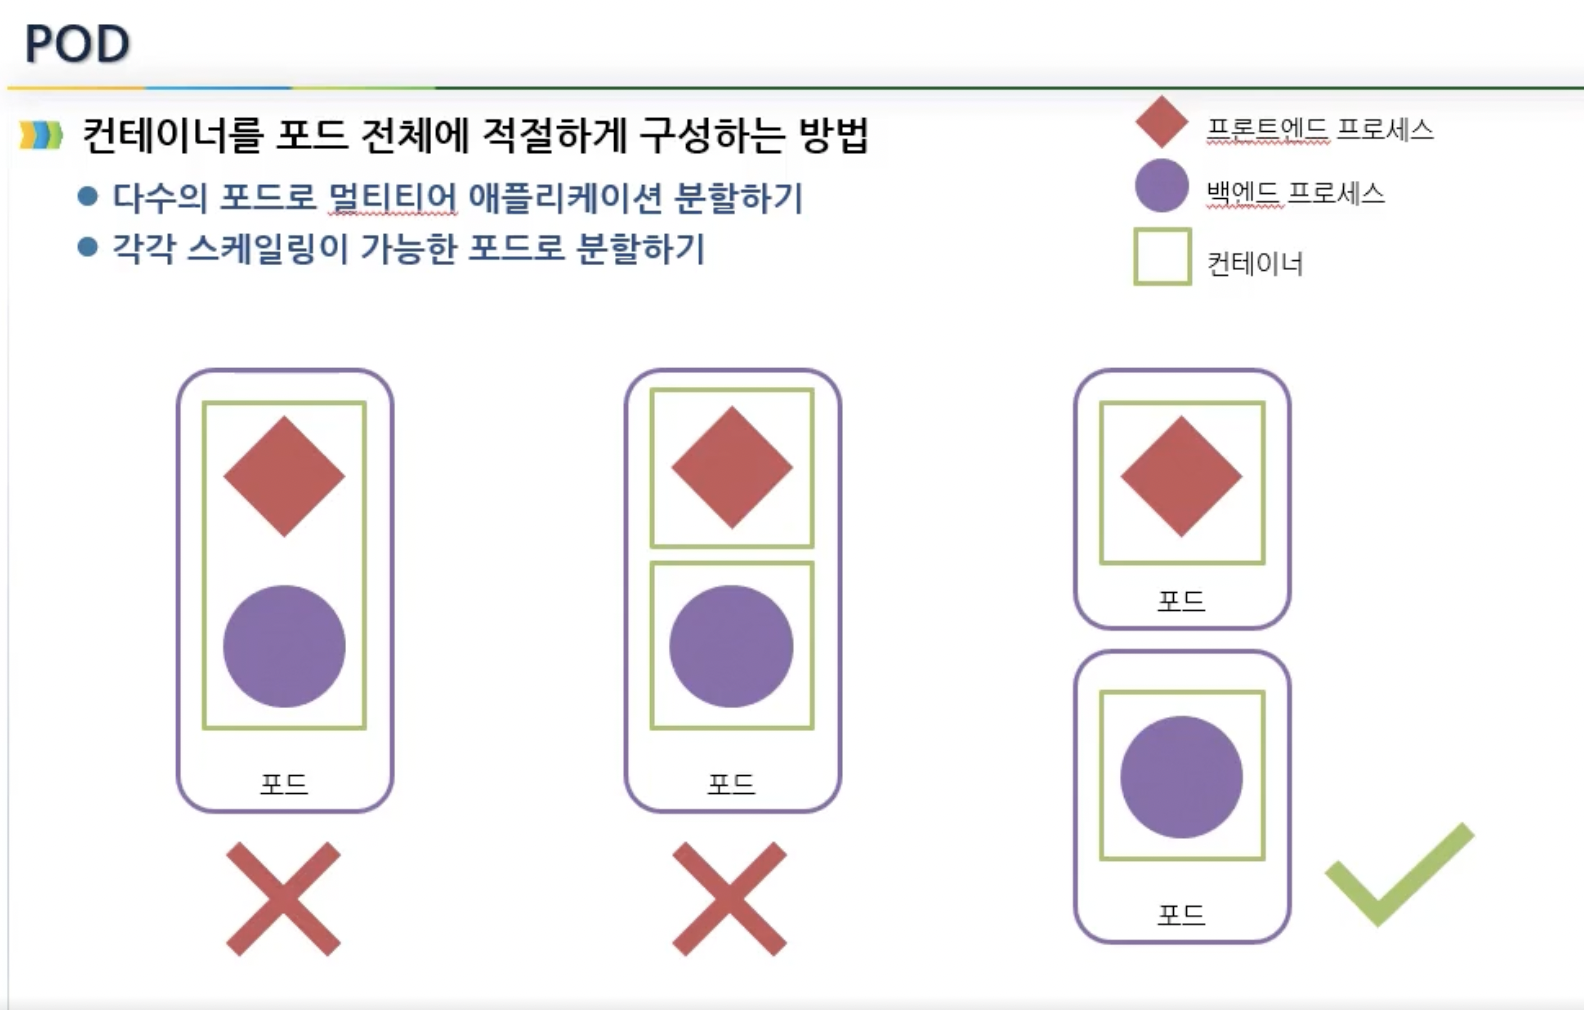 POD
컨테이너를 포드 전체에 적절하게 구성하는 방법
다수의 포드로 멀티티어 애플리케이션 분할하기
각각 스케일링이 가능한 포드로 분할하기
프론트엔드 프로세스
백엔드 프로세스
컨테이너
포드
포드
포드
포드